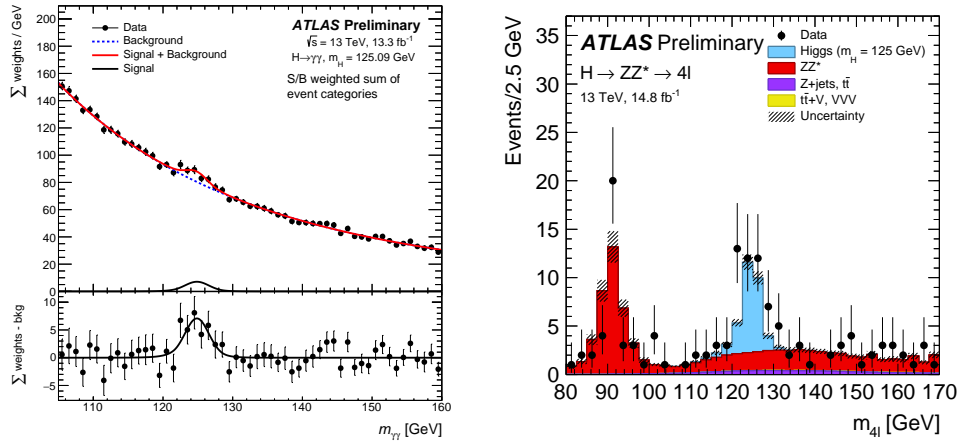 Σ weights / GeV
200
180
160
140
120
100
80
60
40
20
0
Data
Background
Signal + Background
Signal
ATLAS Preliminary
√s = 13 TeV, 13.3 fb⁻¹
H→γγ, m_H = 125.09 GeV
S/B weighted sum of
event categories
Σ weights - bkg
10
5
0
−5
110 120 130 140 150 160
m_γγ [GeV]
Events/2.5 GeV
35
30
25
20
15
10
5
0
ATLAS Preliminary
H → ZZ* → 4l
13 TeV, 14.8 fb⁻¹
Data
Higgs (m_H = 125 GeV)
ZZ*
Z+jets, tt̄
tt̄+V, VVV
Uncertainty
80 90 100 110 120 130 140 150 160 170
m_4l [GeV]